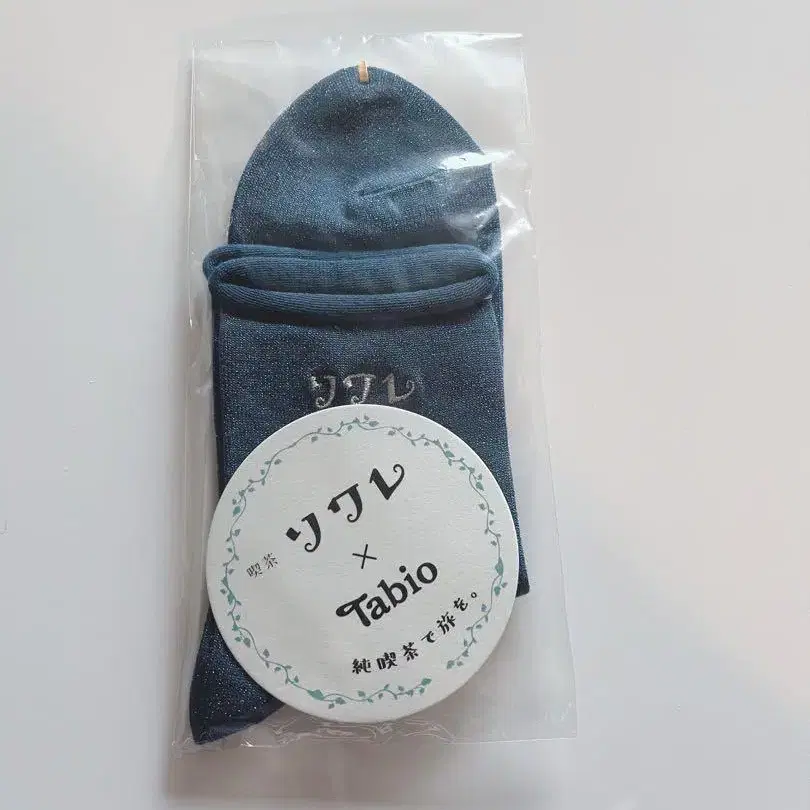 ソワレ
喫茶 ソワレ
×
Tabio
純喫茶で旅を。